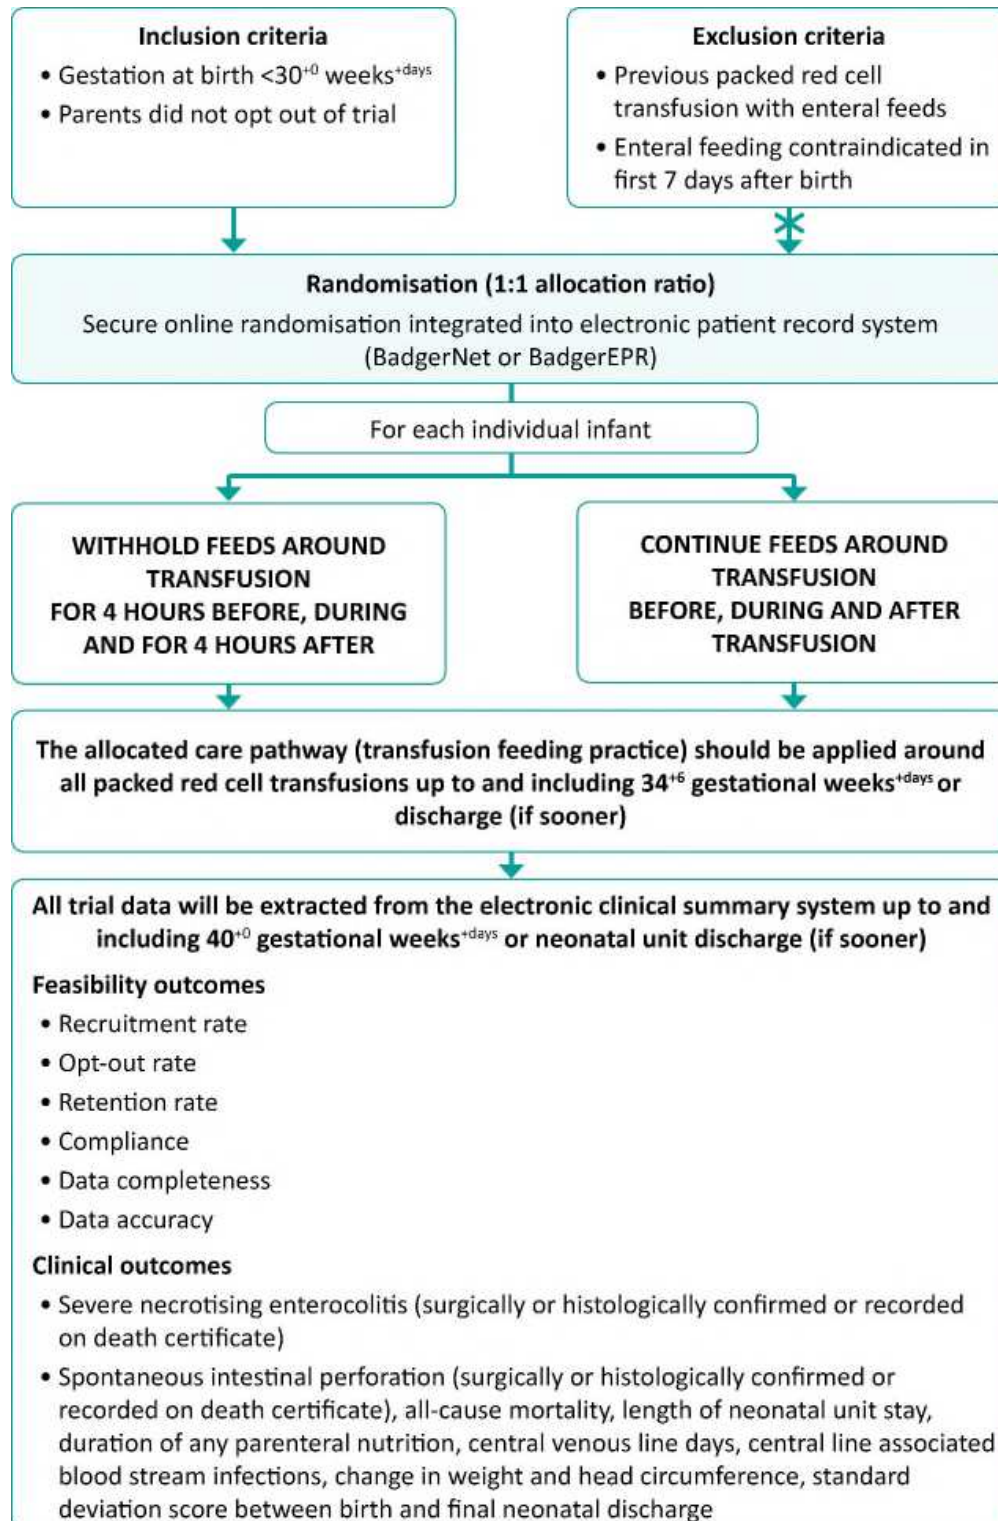 Inclusion criteria
• Gestation at birth <30+0 weeks+days
• Parents did not opt out of trial
Exclusion criteria
• Previous packed red cell
transfusion with enteral feeds
• Enteral feeding contraindicated in
first 7 days after birth
Randomisation (1:1 allocation ratio)
Secure online randomisation integrated into electronic patient record system
(BadgerNet or BadgerEPR)
For each individual infant
WITHHOLD FEEDS AROUND
TRANSFUSION
FOR 4 HOURS BEFORE, DURING
AND FOR 4 HOURS AFTER
CONTINUE FEEDS AROUND
TRANSFUSION
BEFORE, DURING AND AFTER
TRANSFUSION
The allocated care pathway (transfusion feeding practice) should be applied around
all packed red cell transfusions up to and including 34+6 gestational weeks+days or
discharge (if sooner)
All trial data will be extracted from the electronic clinical summary system up to and
including 40+0 gestational weeks+days or neonatal unit discharge (if sooner)
Feasibility outcomes
• Recruitment rate
• Opt-out rate
• Retention rate
• Compliance
• Data completeness
• Data accuracy
Clinical outcomes
• Severe necrotising enterocolitis (surgically or histologically confirmed or recorded
on death certificate)
• Spontaneous intestinal perforation (surgically or histologically confirmed or
recorded on death certificate), all-cause mortality, length of neonatal unit stay,
duration of any parenteral nutrition, central venous line days, central line associated
blood stream infections, change in weight and head circumference, standard
deviation score between birth and final neonatal discharge